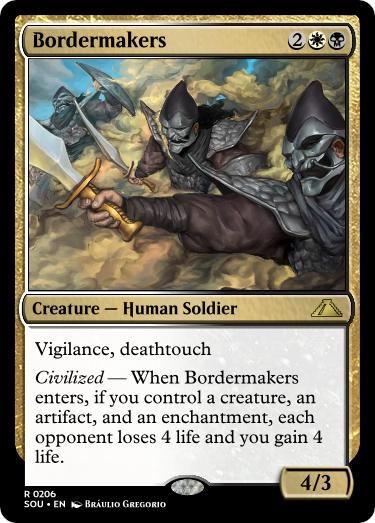 Bordermakers 2
Creature — Human Soldier
Vigilance, deathtouch
Civilized — When Bordermakers
enters, if you control a creature, an
artifact, and an enchantment, each
opponent loses 4 life and you gain 4
life.
4/3
R 0206
SOU • EN BRÁULIO GREGORIO